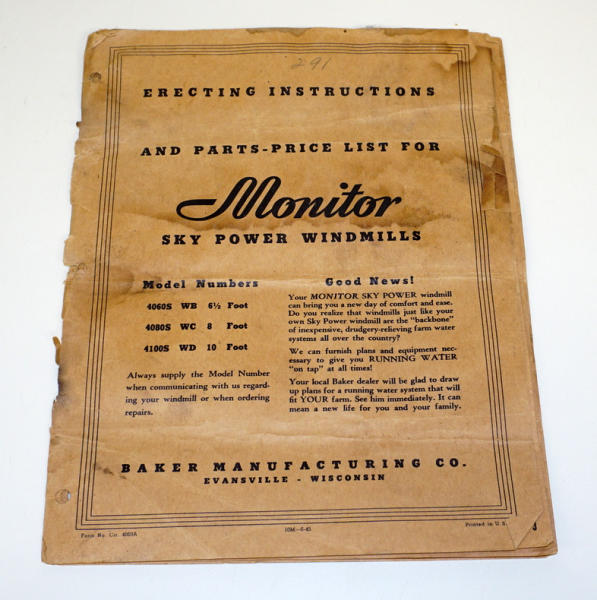 291
ERECTING INSTRUCTIONS
AND PARTS-PRICE LIST FOR
Monitor
SKY POWER WINDMILLS
Model Numbers
4060S WB 6½ Foot
4080S WC 8 Foot
4100S WD 10 Foot
Always supply the Model Number
when communicating with us regard-
ing your windmill or when ordering
repairs.
Good News!
Your MONITOR SKY POWER windmill
can bring you a new day of comfort and ease.
Do you realize that windmills just like your
own Sky Power windmill are the "backbone"
of inexpensive, drudgery-relieving farm water
systems all over the country?
We can furnish plans and equipment nec-
essary to give you RUNNING WATER
"on tap" at all times!
Your local Baker dealer will be glad to draw
up plans for a running water system that will
fit YOUR farm. See him immediately. It can
mean a new life for you and your family.
BAKER MANUFACTURING CO.
EVANSVILLE - WISCONSIN
Form No. Cir.
10M-6-45
Printed in U. S.